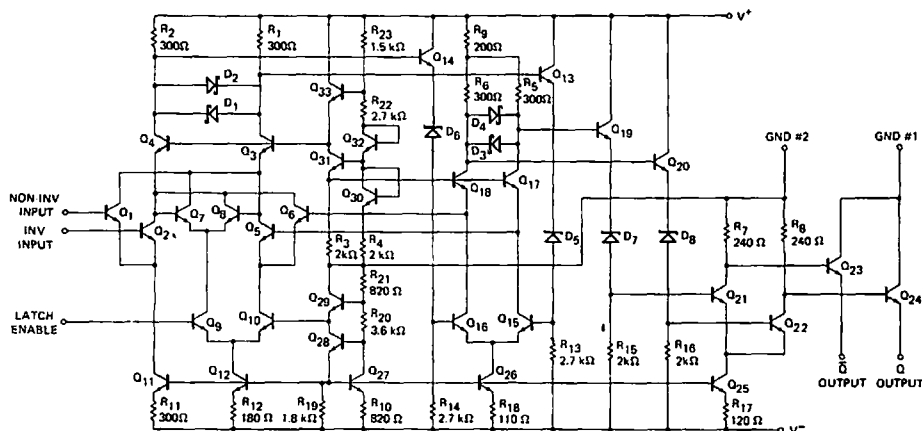 V+
R2
300Ω
R1
300Ω
R23
1.5 kΩ
Q14
R9
200Ω
Q13
D2
D1
Q33
R22
2.7 kΩ
D6
R6
300Ω
R5
300Ω
D4
D3
Q19
GND #2
GND #1
Q4
Q3
Q32
Q31
Q30
Q18
Q17
Q20
NON-INV
INPUT
Q1
INV
INPUT
Q2
Q7
Q8
Q5
Q6
R3
2kΩ
R4
2 kΩ
D5
D7
D8
R7
240 Ω
R8
240 Ω
Q23
R21
820 Ω
Q29
R20
3.6 kΩ
Q21
Q24
LATCH
ENABLE
Q9
Q10
Q28
Q16
Q15
Q22
R13
2.7 kΩ
R15
2kΩ
R16
2kΩ
Q
OUTPUT
Q
OUTPUT
Q11
Q12
Q27
Q26
Q25
R11
300Ω
R12
180 Ω
R19
1.8 kΩ
R10
820 Ω
R14
2.7 kΩ
R18
110 Ω
R17
120 Ω
V−